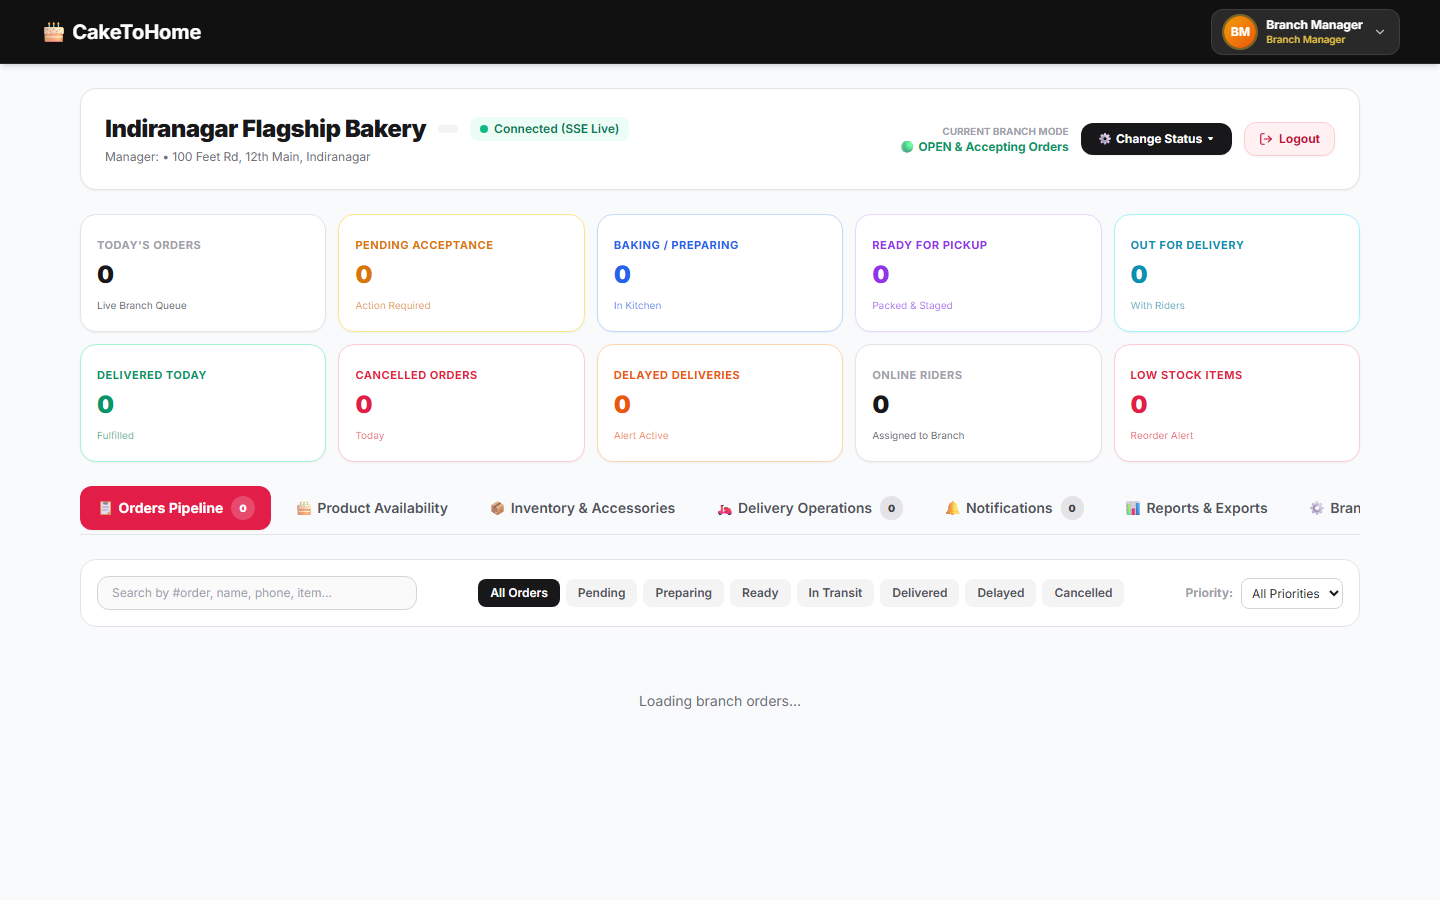 CakeToHome
BM
Branch Manager
Branch Manager
Indiranagar Flagship Bakery
Connected (SSE Live)
Manager: • 100 Feet Rd, 12th Main, Indiranagar
CURRENT BRANCH MODE
OPEN & Accepting Orders
Change Status
Logout
TODAY'S ORDERS
0
Live Branch Queue
PENDING ACCEPTANCE
0
Action Required
BAKING / PREPARING
0
In Kitchen
READY FOR PICKUP
0
Packed & Staged
OUT FOR DELIVERY
0
With Riders
DELIVERED TODAY
0
Fulfilled
CANCELLED ORDERS
0
Today
DELAYED DELIVERIES
0
Alert Active
ONLINE RIDERS
0
Assigned to Branch
LOW STOCK ITEMS
0
Reorder Alert
Orders Pipeline 0
Product Availability
Inventory & Accessories
Delivery Operations 0
Notifications 0
Reports & Exports
Bran
Search by #order, name, phone, item...
All Orders
Pending
Preparing
Ready
In Transit
Delivered
Delayed
Cancelled
Priority:
All Priorities
Loading branch orders...